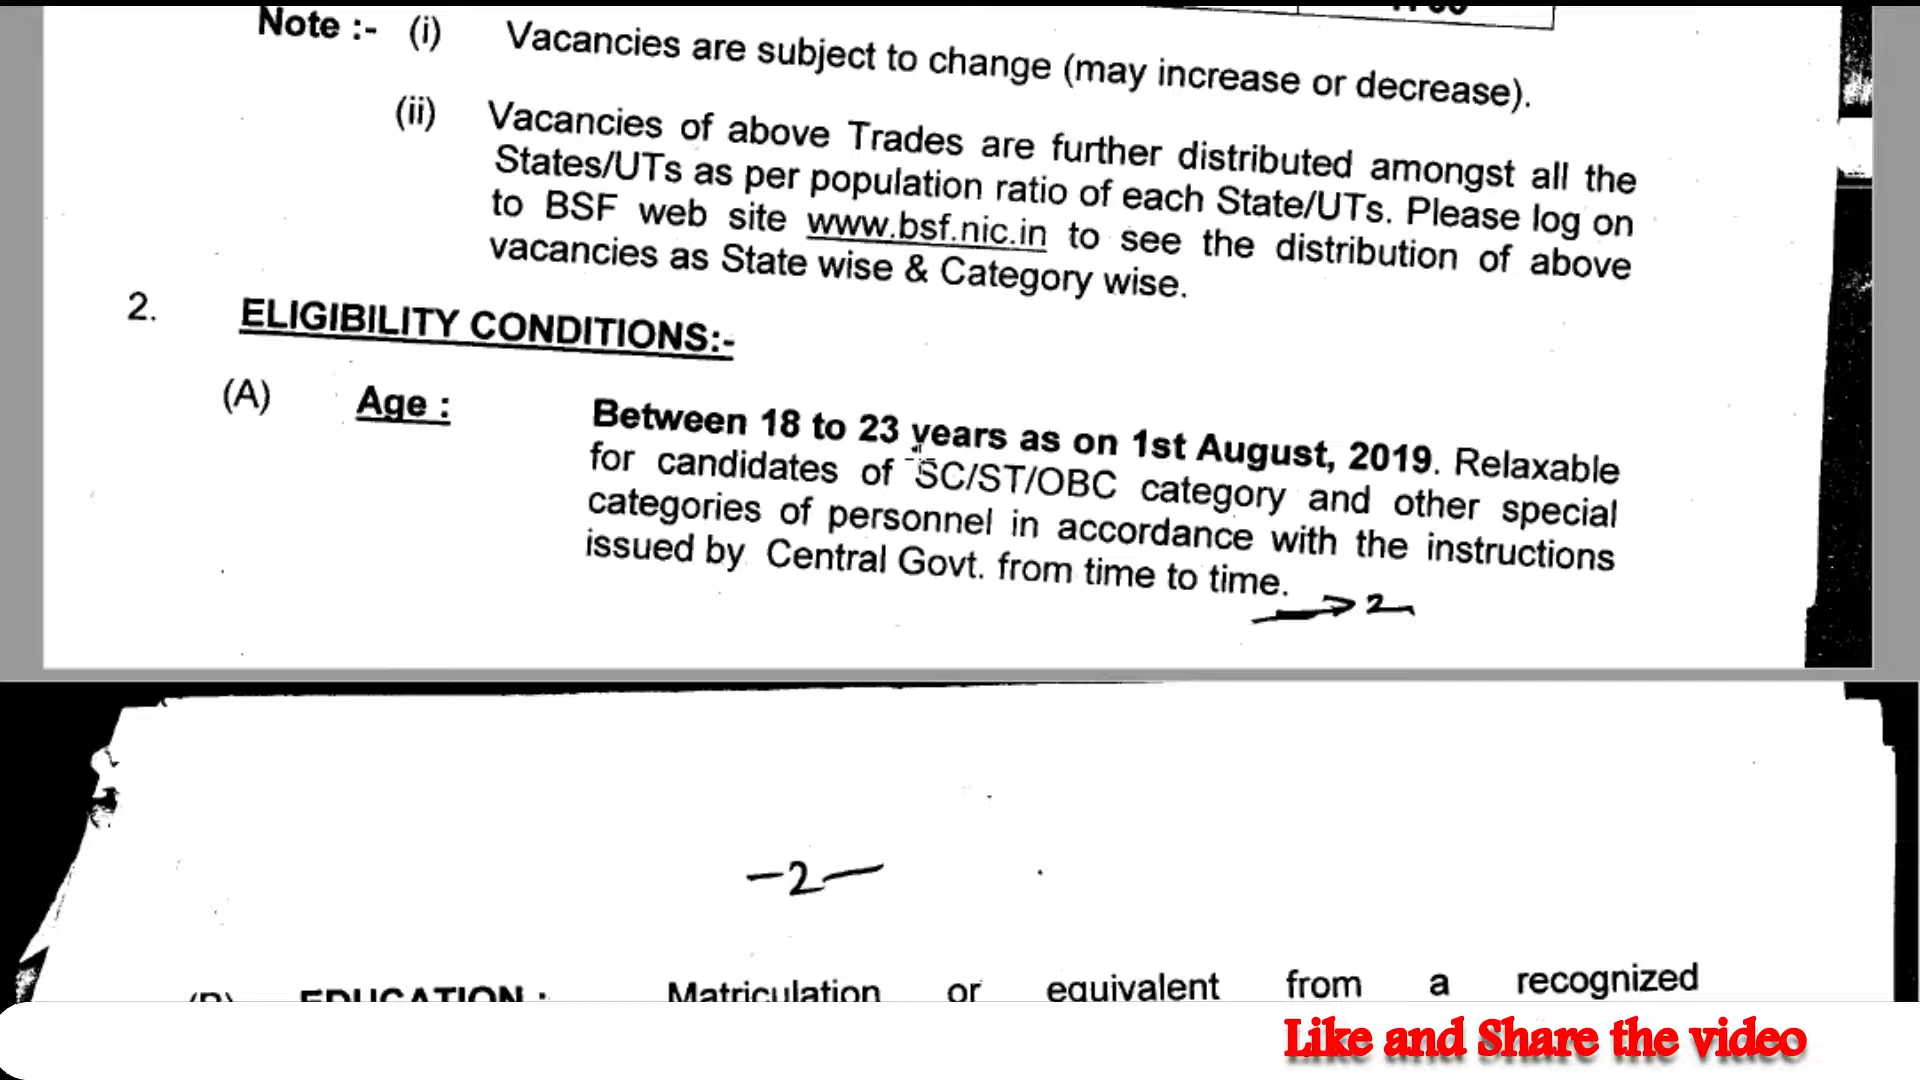 Note :- (i) Vacancies are subject to change (may increase or decrease).
(ii) Vacancies of above Trades are further distributed amongst all the
States/UTs as per population ratio of each State/UTs. Please log on
to BSF web site www.bsf.nic.in to see the distribution of above
vacancies as State wise & Category wise.
2. ELIGIBILITY CONDITIONS:-
(A) Age : Between 18 to 23 years as on 1st August, 2019. Relaxable
for candidates of SC/ST/OBC category and other special
categories of personnel in accordance with the instructions
issued by Central Govt. from time to time.
→2
-2-
(B) EDUCATION : Matriculation or equivalent from a recognized
Like and Share the video